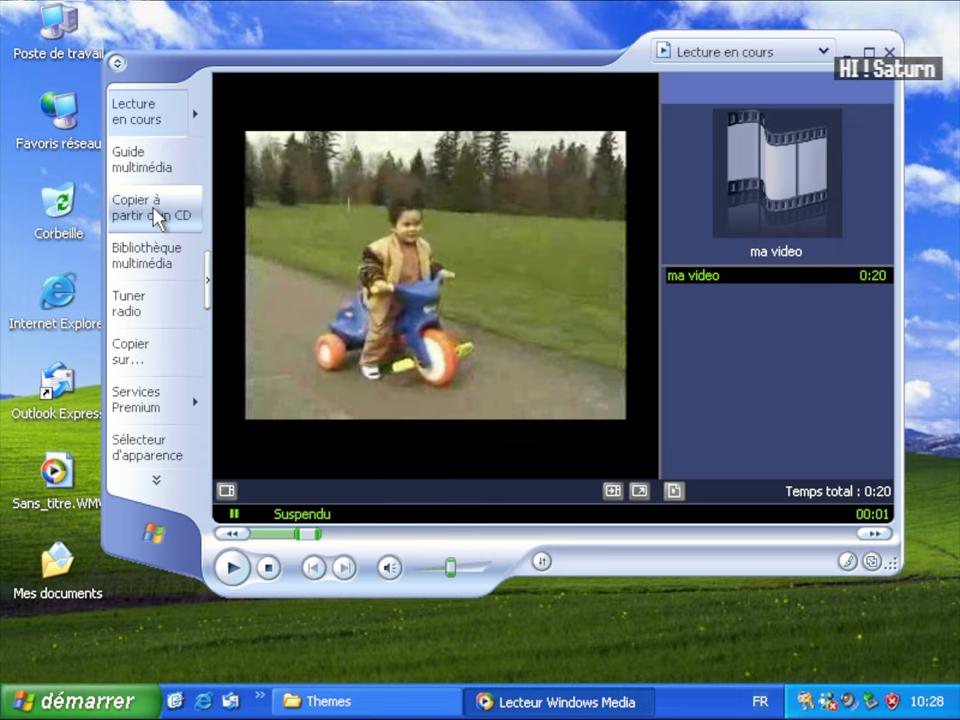 Poste de travail
Favoris réseau
Corbeille
Internet Explore
Outlook Express
Sans_titre.WMV
Mes documents
Lecture en cours
HI!Saturn
Lecture
en cours
Guide
multimédia
Copier à
partir d'un CD
Bibliothèque
multimédia
Tuner
radio
Copier
sur...
Services
Premium
Sélecteur
d'apparence
ma video
ma video 0:20
Temps total : 0:20
Suspendu 00:01
démarrer
Themes
Lecteur Windows Media
FR
10:28